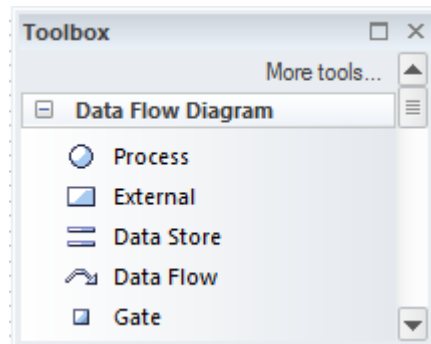 Toolbox
More tools...
Data Flow Diagram
Process
External
Data Store
Data Flow
Gate